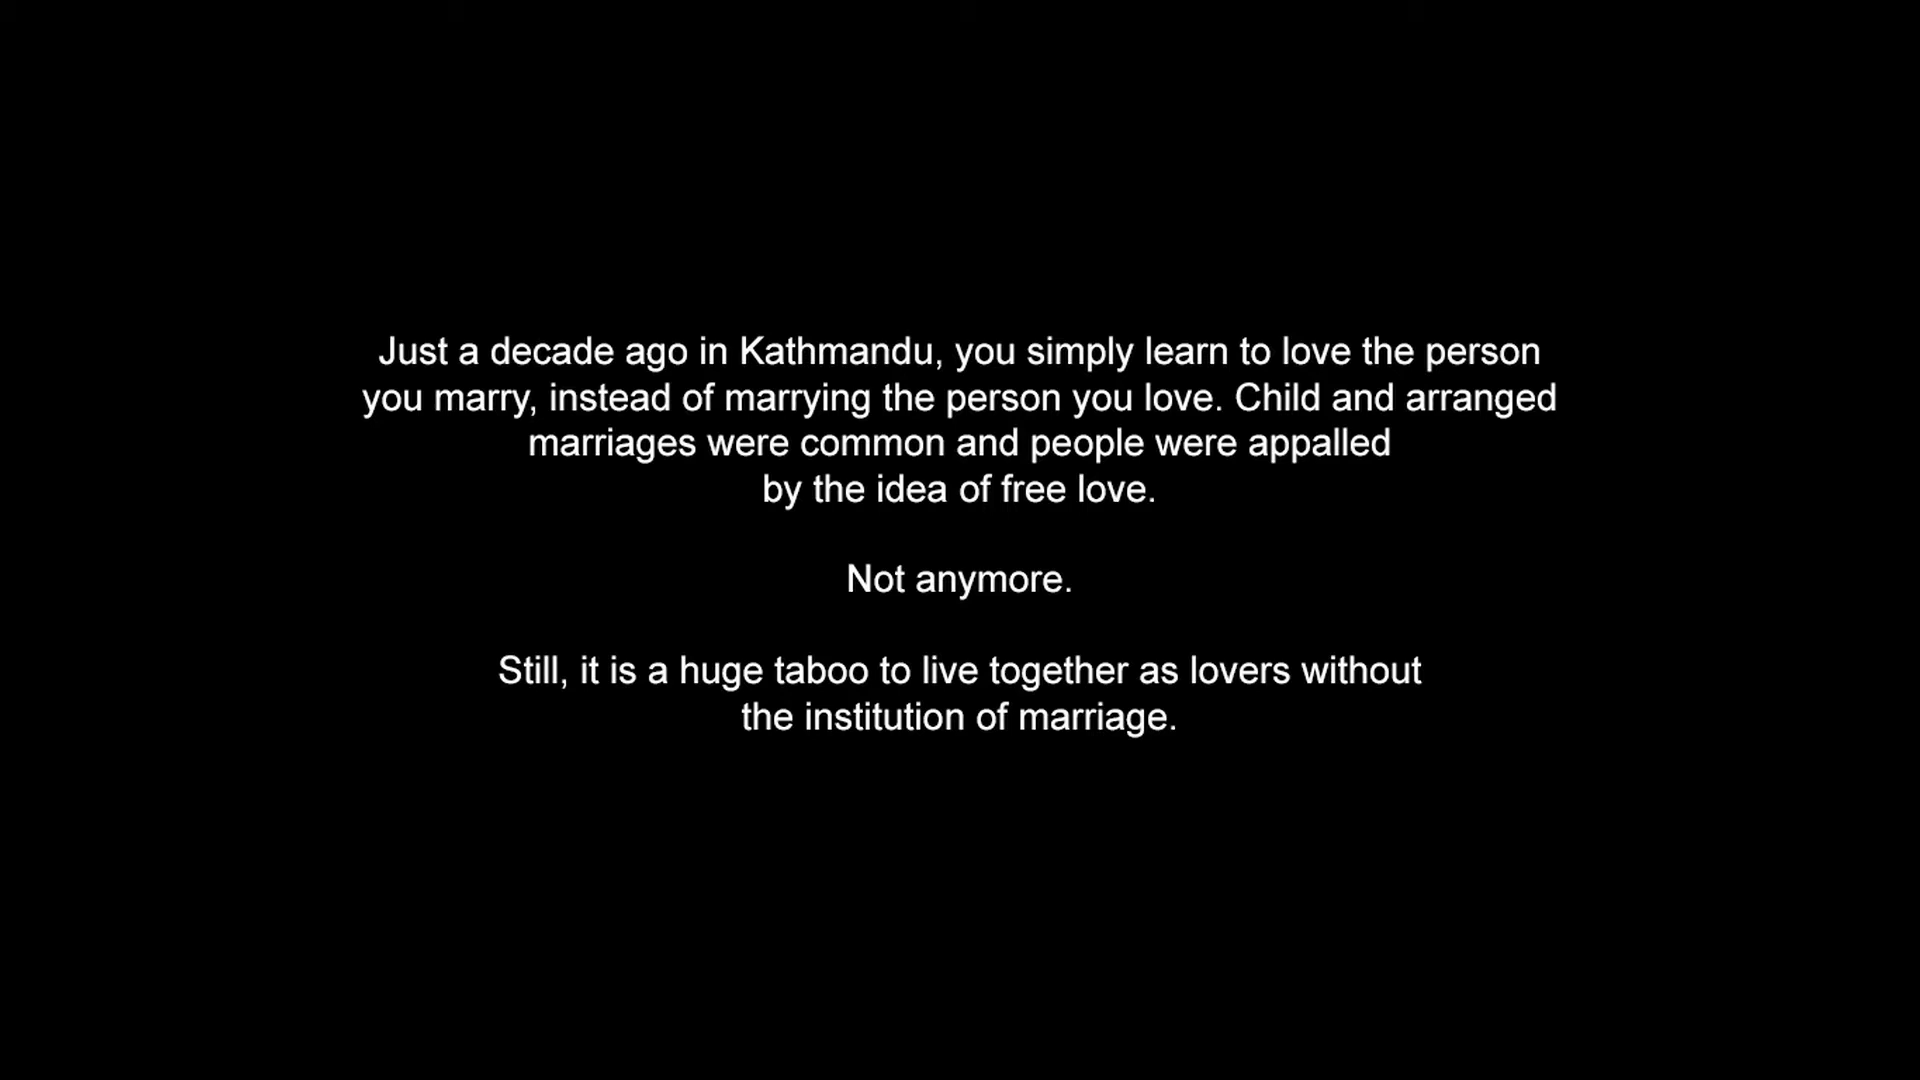 Just a decade ago in Kathmandu, you simply learn to love the person
you marry, instead of marrying the person you love. Child and arranged
marriages were common and people were appalled
by the idea of free love.
Not anymore.
Still, it is a huge taboo to live together as lovers without
the institution of marriage.